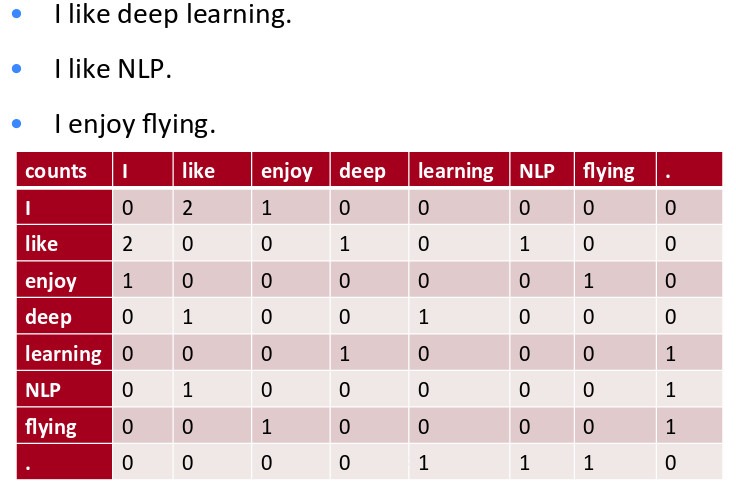 • I like deep learning.
• I like NLP.
• I enjoy flying.
counts I like enjoy deep learning NLP flying .
I 0 2 1 0 0 0 0 0
like 2 0 0 1 0 1 0 0
enjoy 1 0 0 0 0 0 1 0
deep 0 1 0 0 1 0 0 0
learning 0 0 0 1 0 0 0 1
NLP 0 1 0 0 0 0 0 1
flying 0 0 1 0 0 0 0 1
. 0 0 0 0 1 1 1 0